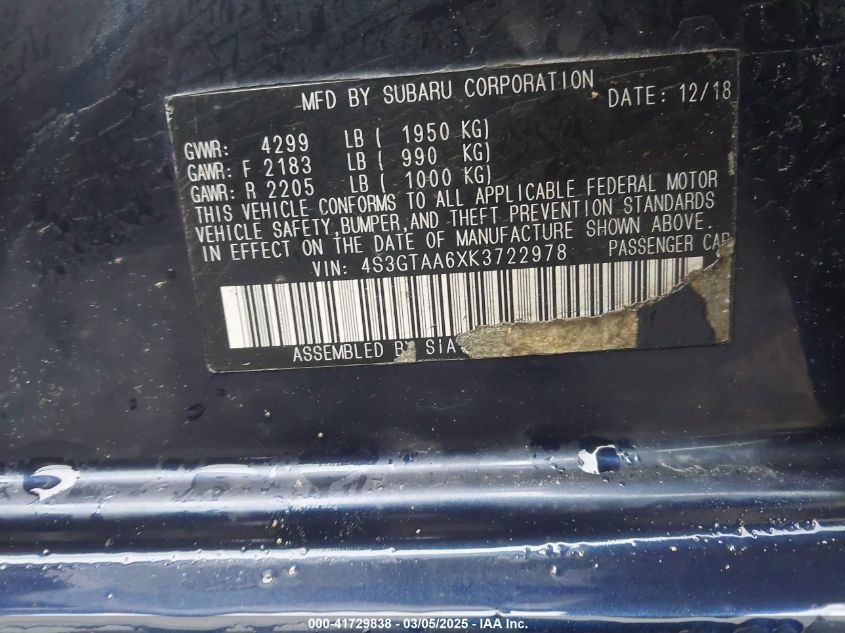 MFD BY SUBARU CORPORATION DATE: 12/18
GVWR: 4299 LB ( 1950 KG)
GAWR: F 2183 LB ( 990 KG)
GAWR: R 2205 LB ( 1000 KG)
THIS VEHICLE CONFORMS TO ALL APPLICABLE FEDERAL MOTOR
VEHICLE SAFETY,BUMPER,AND THEFT PREVENTION STANDARDS
IN EFFECT ON THE DATE OF MANUFACTURE SHOWN ABOVE.
VIN: 4S3GTAA6XK3722978 PASSENGER CAR
ASSEMBLED BY SIA
000-41729838 - 03/05/2025 - IAA Inc.